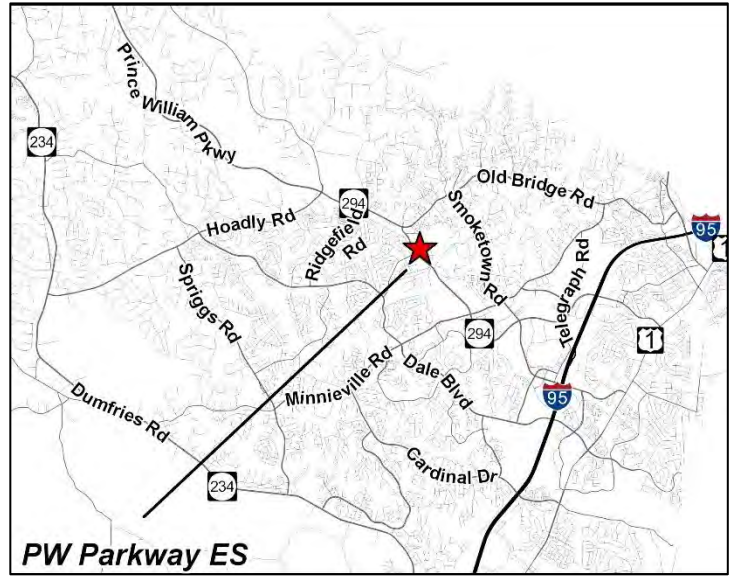 Prince
William Pkwy
234
294
Old Bridge Rd
95
1
Hoadly Rd
Ridgefield
Rd
Smoketown
Rd
Telegraph Rd
Spriggs Rd
294
1
Minnieville Rd
Dale Blvd
95
Dumfries Rd
Cardinal Dr
234
PW Parkway ES